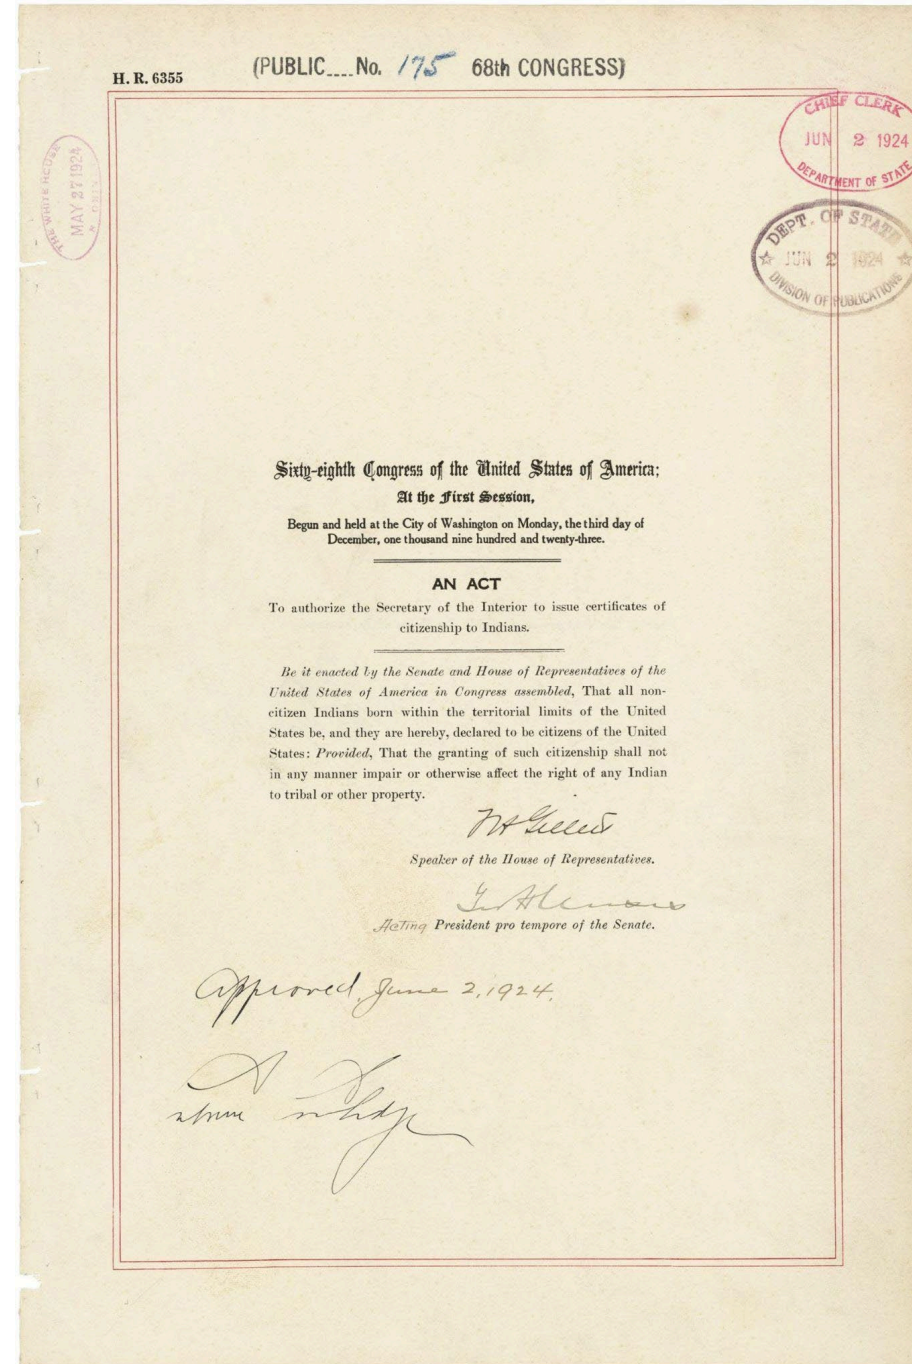 H. R. 6355
(PUBLIC....No. 175 68th CONGRESS)
CHIEF CLERK
JUN 2 1924
DEPARTMENT OF STATE
THE WHITE HOUSE
MAY 27 1924
DEPT. OF STATE
JUN 2 1924
DIVISION OF PUBLICATIONS
Sixty-eighth Congress of the United States of America;
At the First Session,
Begun and held at the City of Washington on Monday, the third day of
December, one thousand nine hundred and twenty-three.
AN ACT
To authorize the Secretary of the Interior to issue certificates of
citizenship to Indians.
Be it enacted by the Senate and House of Representatives of the
United States of America in Congress assembled, That all non-
citizen Indians born within the territorial limits of the United
States be, and they are hereby, declared to be citizens of the United
States: Provided, That the granting of such citizenship shall not
in any manner impair or otherwise affect the right of any Indian
to tribal or other property.
F H Gillett
Speaker of the House of Representatives.
Acting President pro tempore of the Senate.
Approved, June 2, 1924.